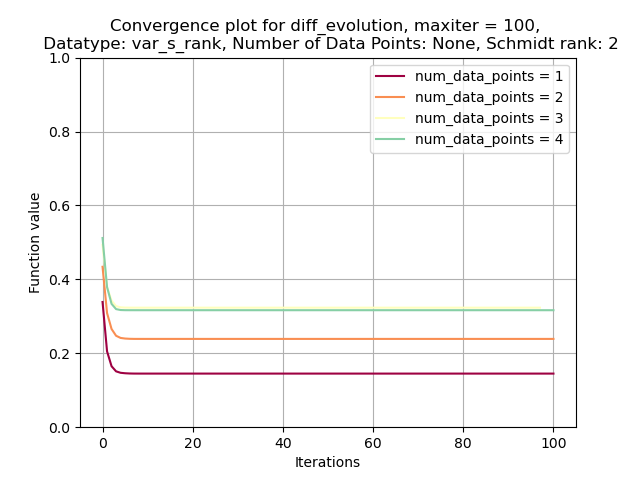 Convergence plot for diff_evolution, maxiter = 100,
Datatype: var_s_rank, Number of Data Points: None, Schmidt rank: 2
1.0
0.8
0.6
0.4
0.2
0.0
Function value
num_data_points = 1
num_data_points = 2
num_data_points = 3
num_data_points = 4
0
20
40
60
80
100
Iterations